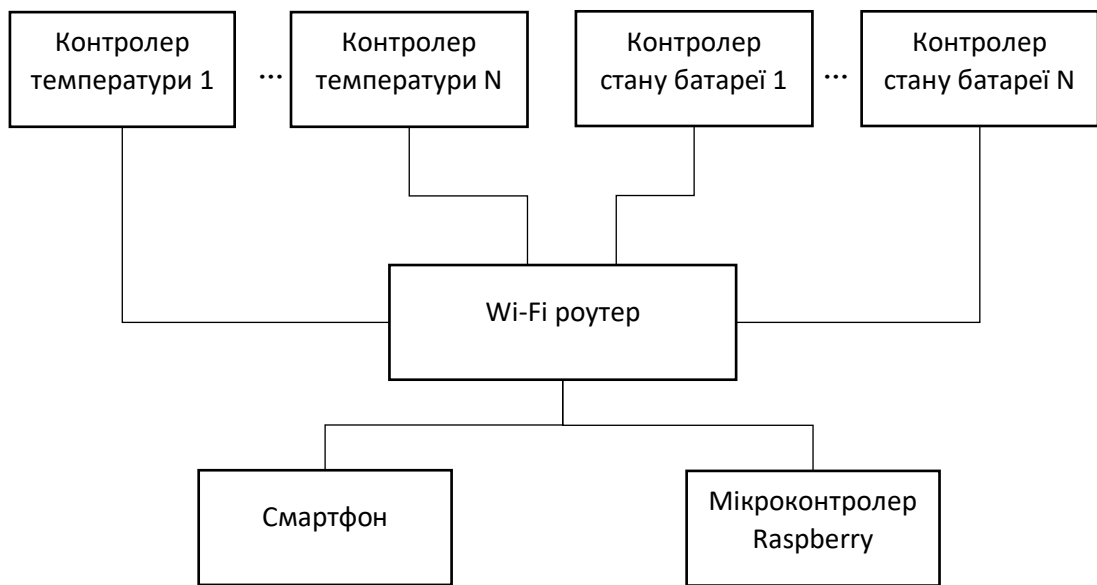 Контролер
температури 1
...
Контролер
температури N
Контролер
стану батареї 1
...
Контролер
стану батареї N
Wi-Fi роутер
Смартфон
Мікроконтролер
Raspberry